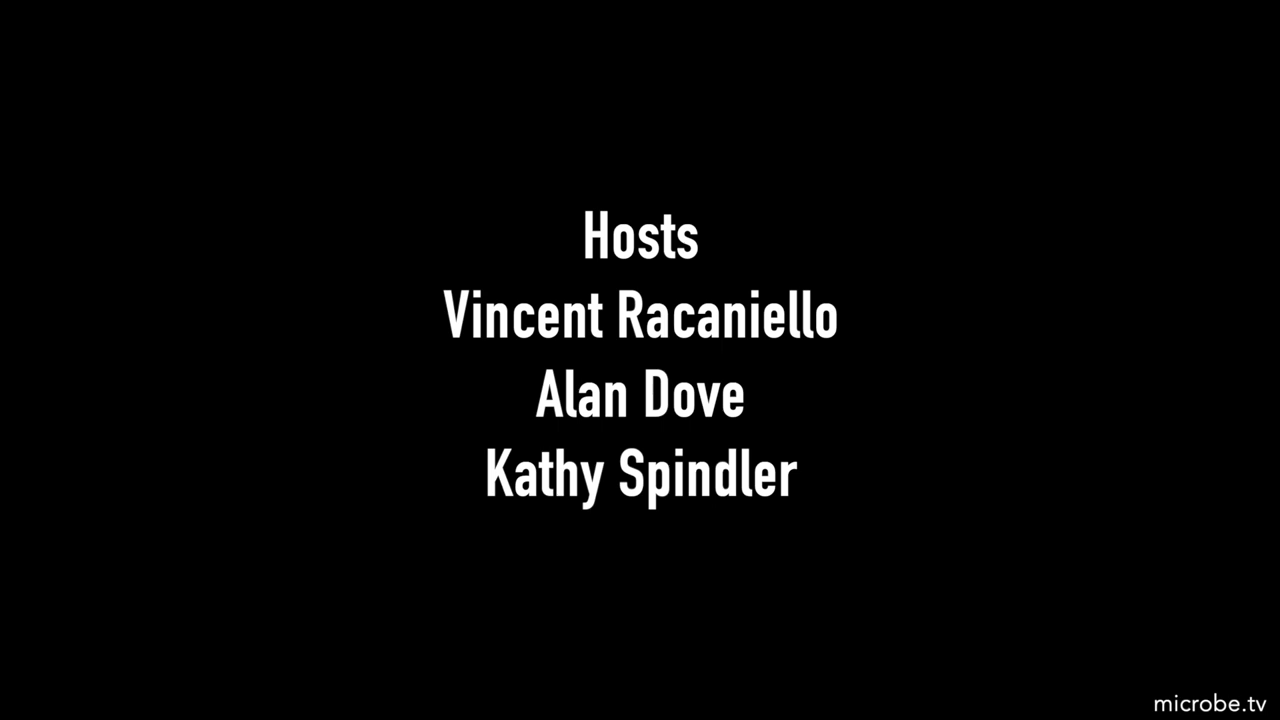 Hosts
Vincent Racaniello
Alan Dove
Kathy Spindler
microbe.tv